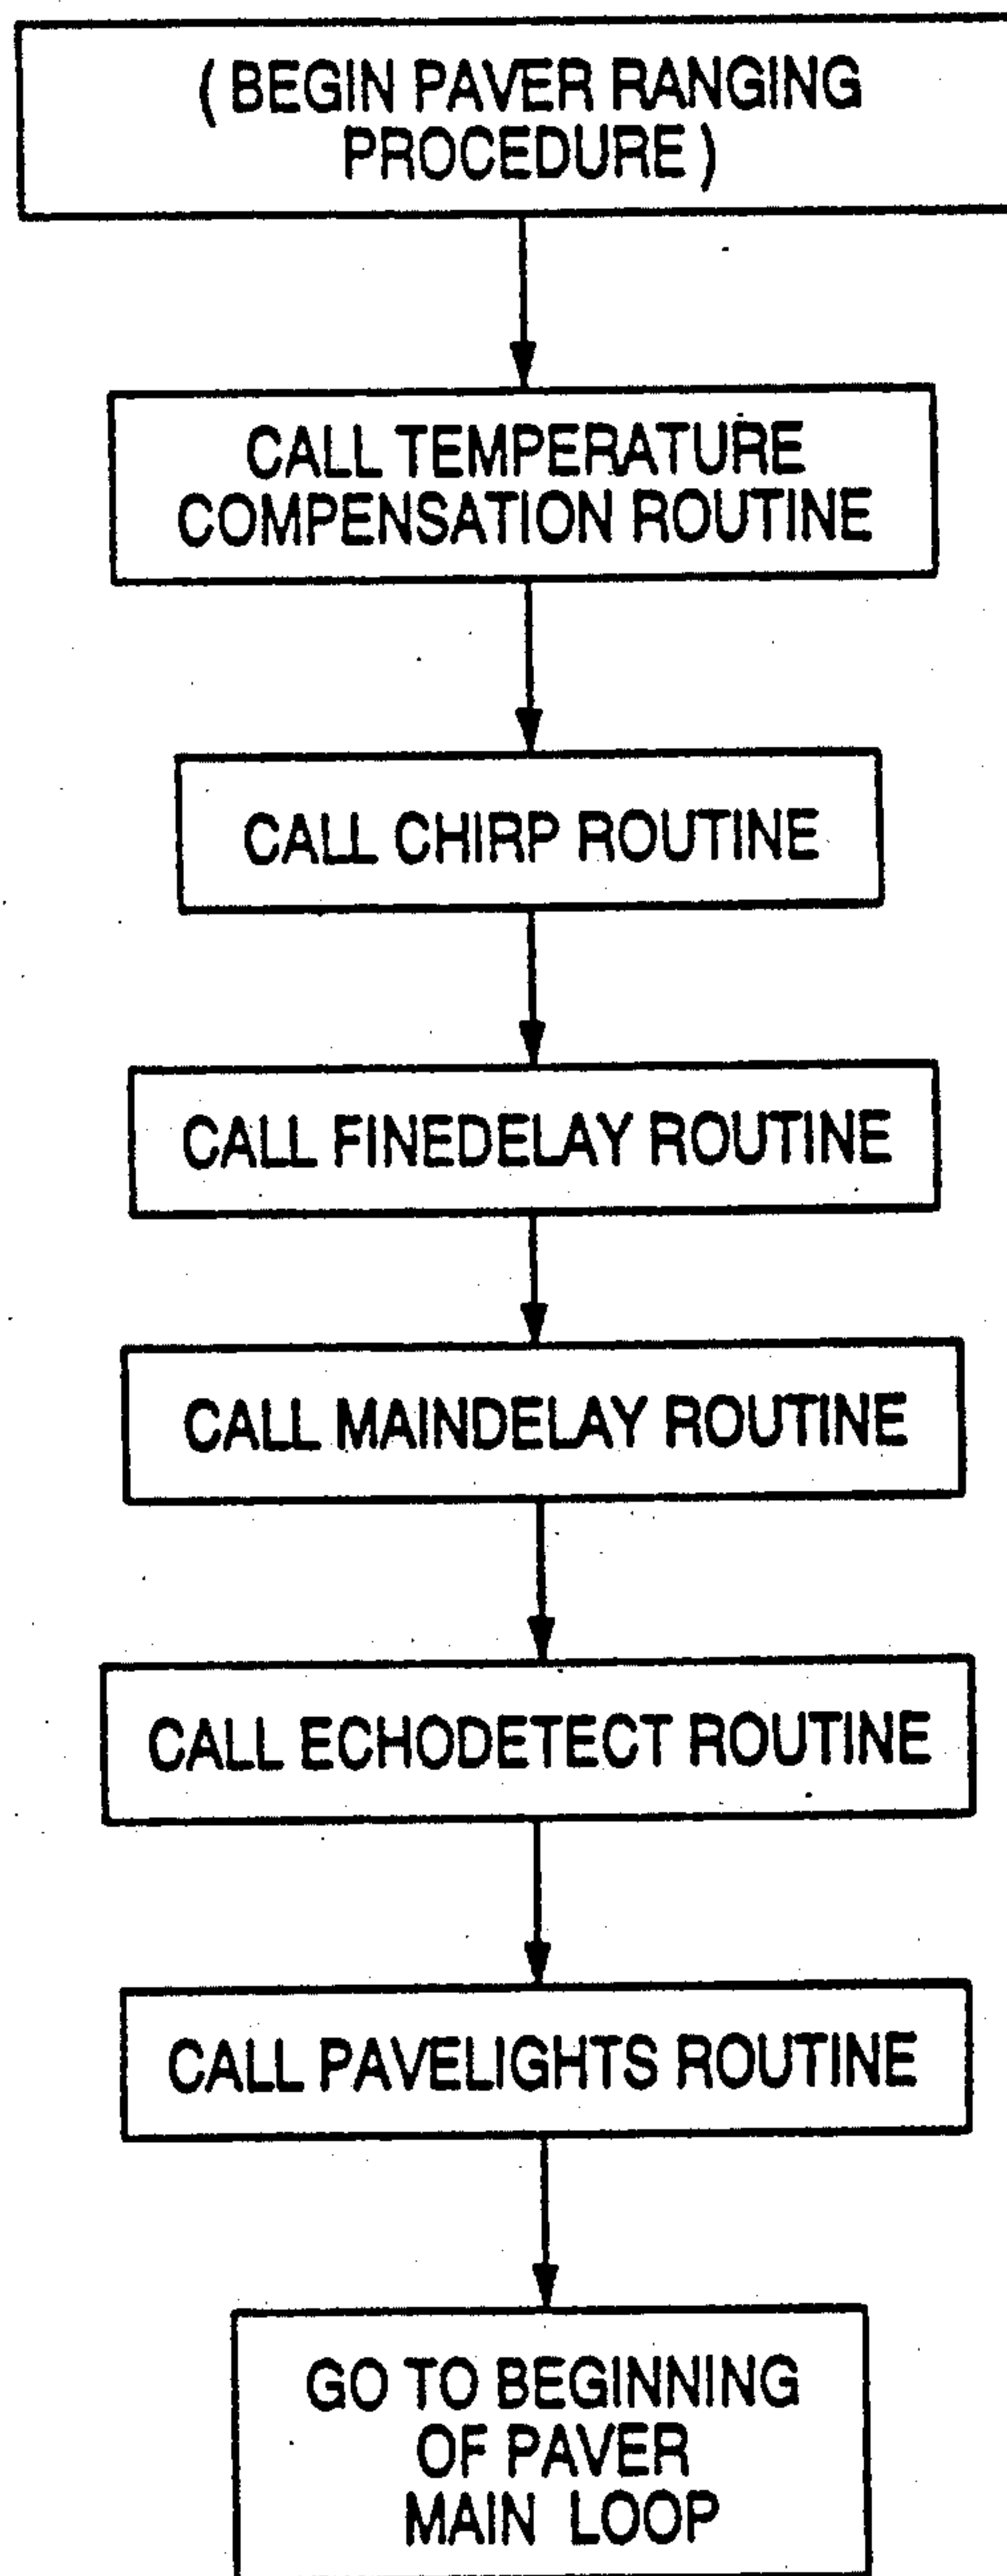 ( BEGIN PAVER RANGING
PROCEDURE )
CALL TEMPERATURE
COMPENSATION ROUTINE
CALL CHIRP ROUTINE
CALL FINEDELAY ROUTINE
CALL MAINDELAY ROUTINE
CALL ECHODETECT ROUTINE
CALL PAVELIGHTS ROUTINE
GO TO BEGINNING
OF PAVER
MAIN LOOP